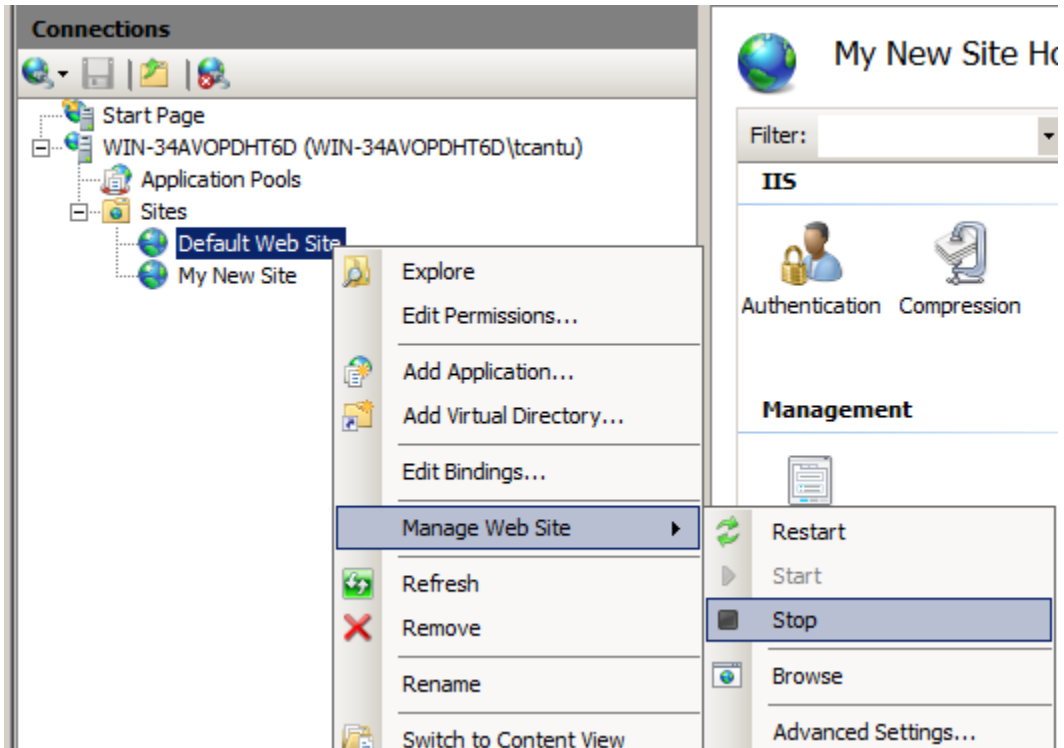 Connections
My New Site Ho
Start Page
WIN-34AVOPDHT6D (WIN-34AVOPDHT6D\tcantu)
Application Pools
Sites
Default Web Site
My New Site
Filter:
IIS
Authentication
Compression
Management
Explore
Edit Permissions...
Add Application...
Add Virtual Directory...
Edit Bindings...
Manage Web Site
Refresh
Remove
Rename
Switch to Content View
Restart
Start
Stop
Browse
Advanced Settings...